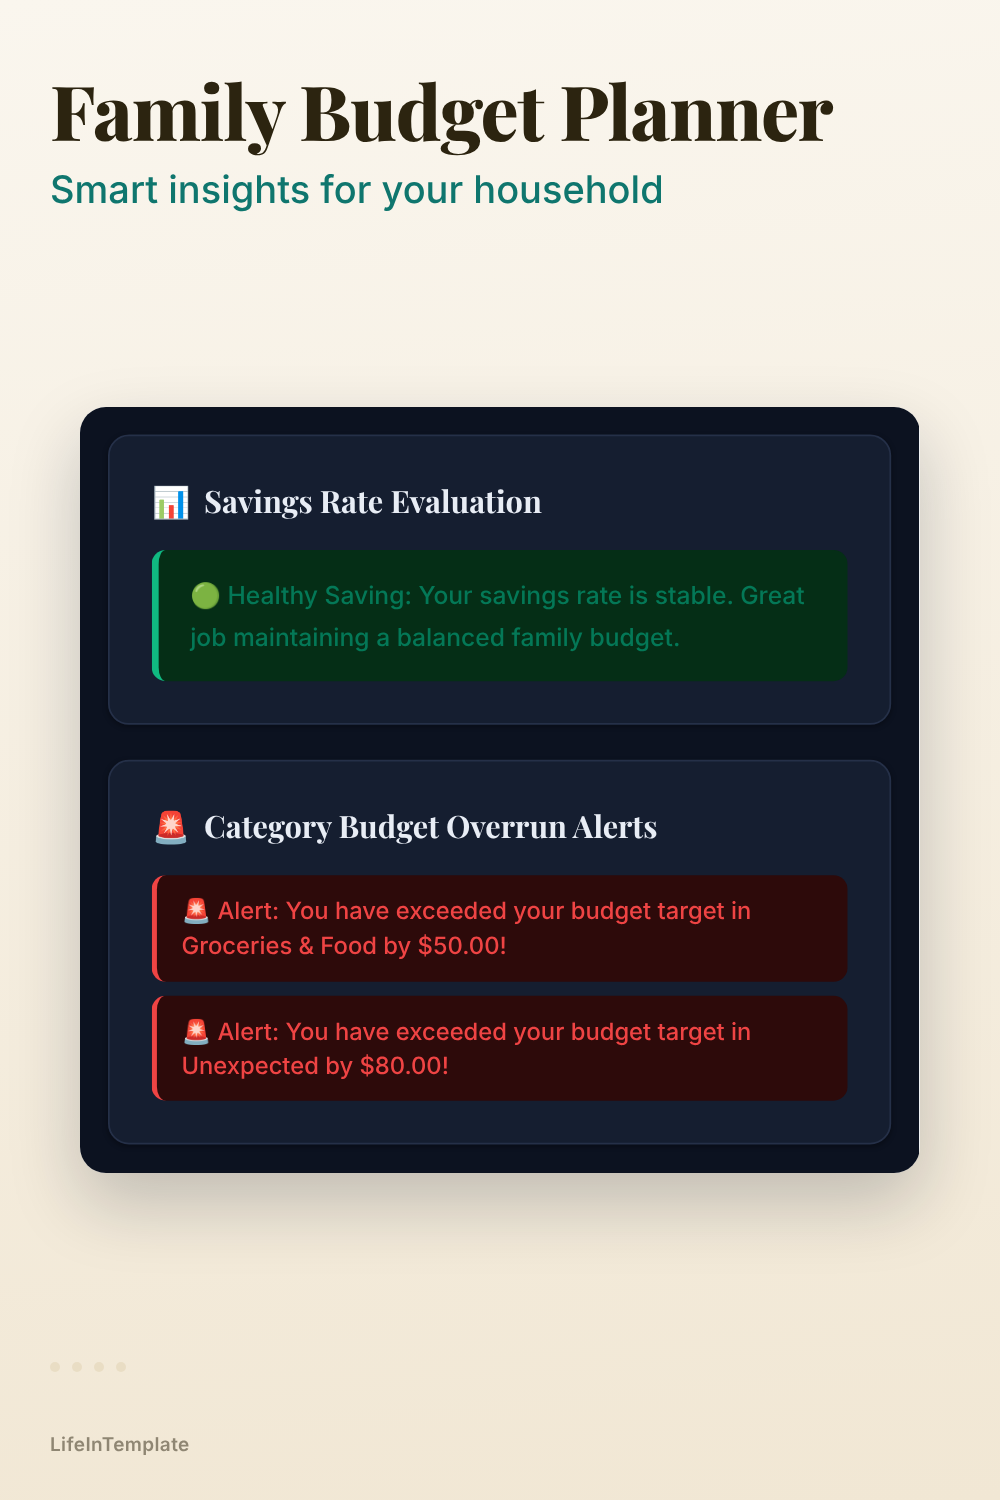 Family Budget Planner
Smart insights for your household
📊 Savings Rate Evaluation
🟢 Healthy Saving: Your savings rate is stable. Great
job maintaining a balanced family budget.
🚨 Category Budget Overrun Alerts
🚨 Alert: You have exceeded your budget target in
Groceries & Food by $50.00!
🚨 Alert: You have exceeded your budget target in
Unexpected by $80.00!
LifeInTemplate